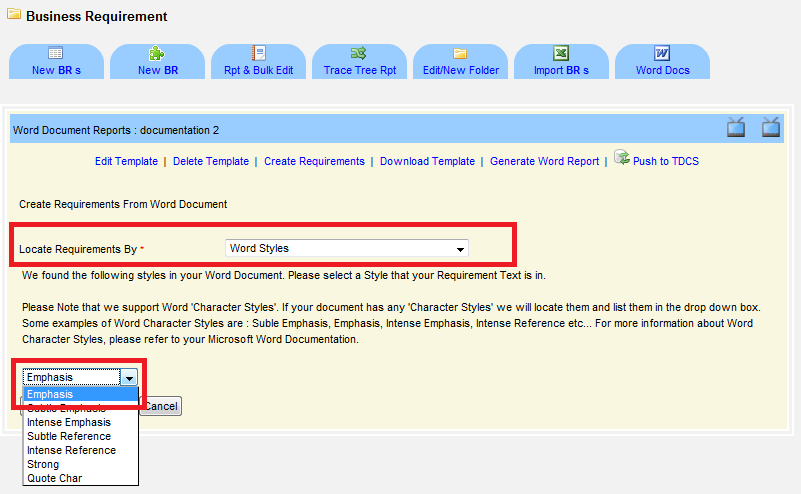 Business Requirement
New BR s
New BR
Rpt & Bulk Edit
Trace Tree Rpt
Edit/New Folder
Import BR s
Word Docs
Word Document Reports : documentation 2
Edit Template | Delete Template | Create Requirements | Download Template | Generate Word Report | Push to TDCS
Create Requirements From Word Document
Locate Requirements By * Word Styles
We found the following styles in your Word Document. Please select a Style that your Requirement Text is in.
Please Note that we support Word 'Character Styles'. If your document has any 'Character Styles' we will locate them and list them in the drop down box.
Some examples of Word Character Styles are : Suble Emphasis, Emphasis, Intense Emphasis, Intense Reference etc... For more information about Word
Character Styles, please refer to your Microsoft Word Documentation.
Emphasis
Emphasis
Subtle Emphasis
Cancel
Intense Emphasis
Subtle Reference
Intense Reference
Strong
Quote Char